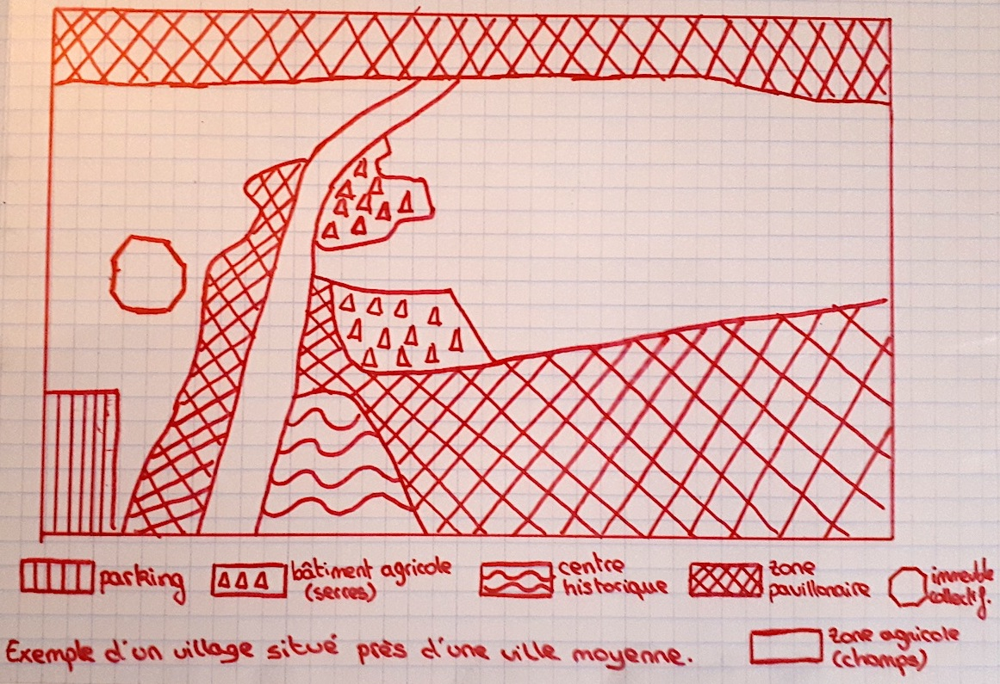 parking
bâtiment agricole
(serres)
centre
historique
zone
pavillonaire
immeuble
collectif.
Exemple d'un village situé près d'une ville moyenne.
zone agricole
(champs)